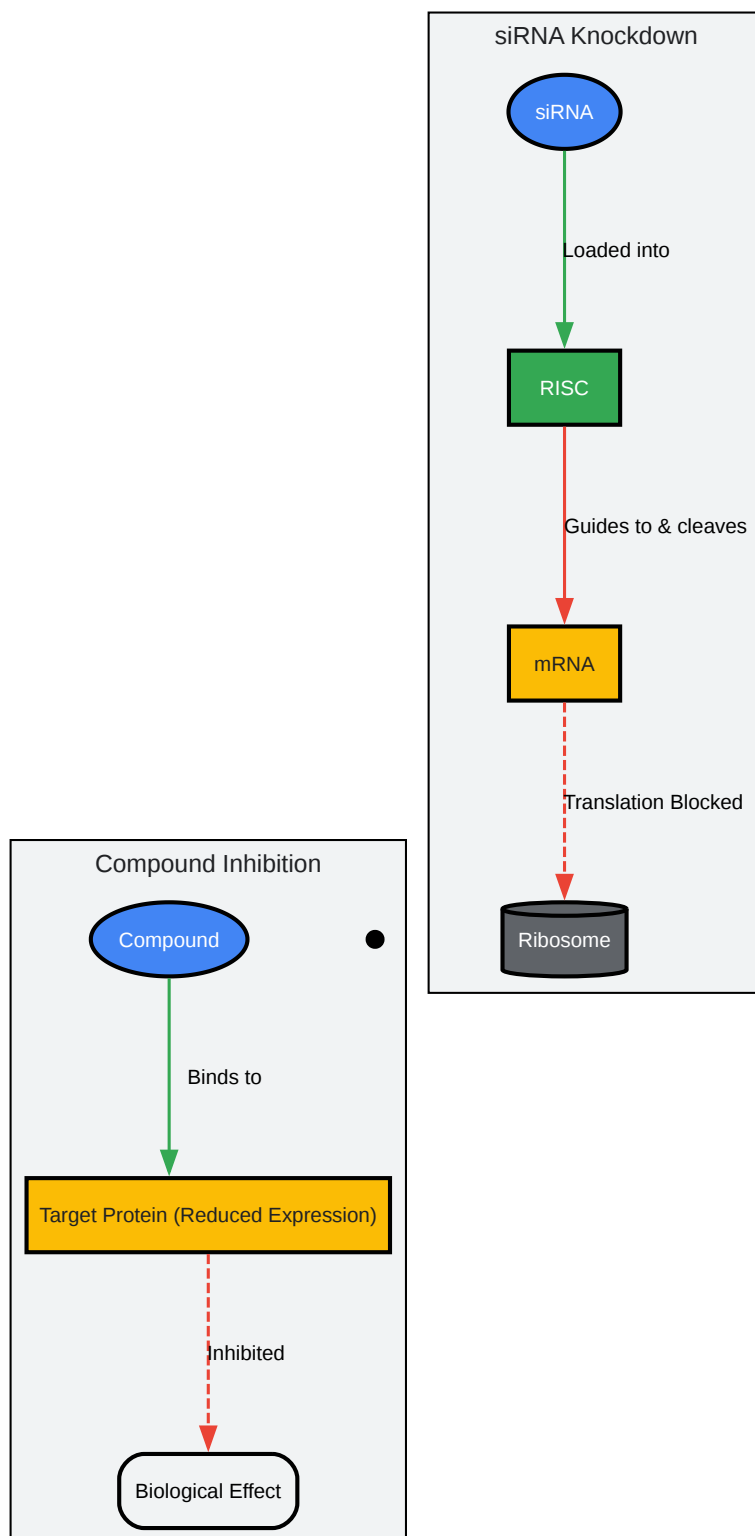 siRNA Knockdown
siRNA
Loaded into
RISC
Guides to & cleaves
mRNA
Translation Blocked
Ribosome
Compound Inhibition
Compound
Binds to
Target Protein (Reduced Expression)
Inhibited
Biological Effect